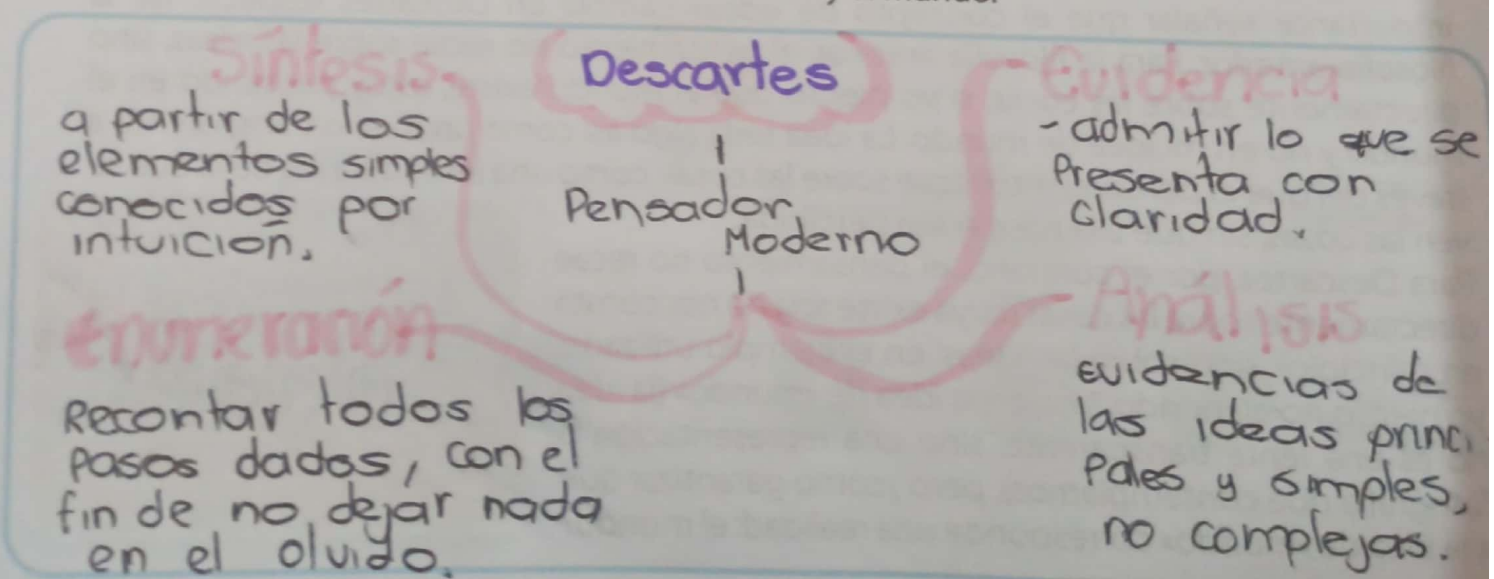 Descartes
Pensador
Moderno
Síntesis
a partir de los
elementos simples
conocidos por
intuición.
Evidencia
-admitir lo que se
Presenta con
claridad.
enumeración
Recontar todos los
pasos dados, con el
fin de no dejar nada
en el olvido.
Análisis
evidencias de
las ideas princi
pales y simples,
no complejas.